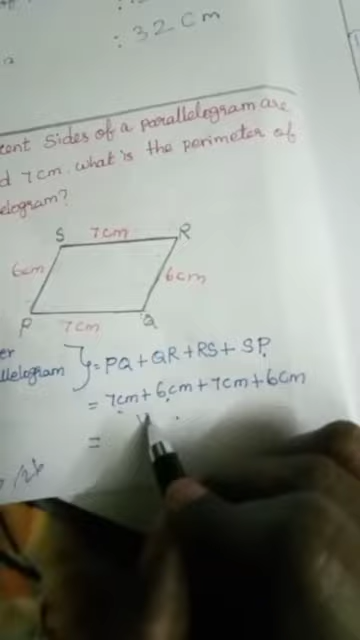 : 32 Cm
cent Sides of a parallelogram are
d 7cm. what is the perimeter of
elogram?
S 7cm R
6cm 6cm
P 7cm Q
er
llelogram } = PQ + QR + RS + SP
= 7cm + 6cm + 7cm + 6cm
=